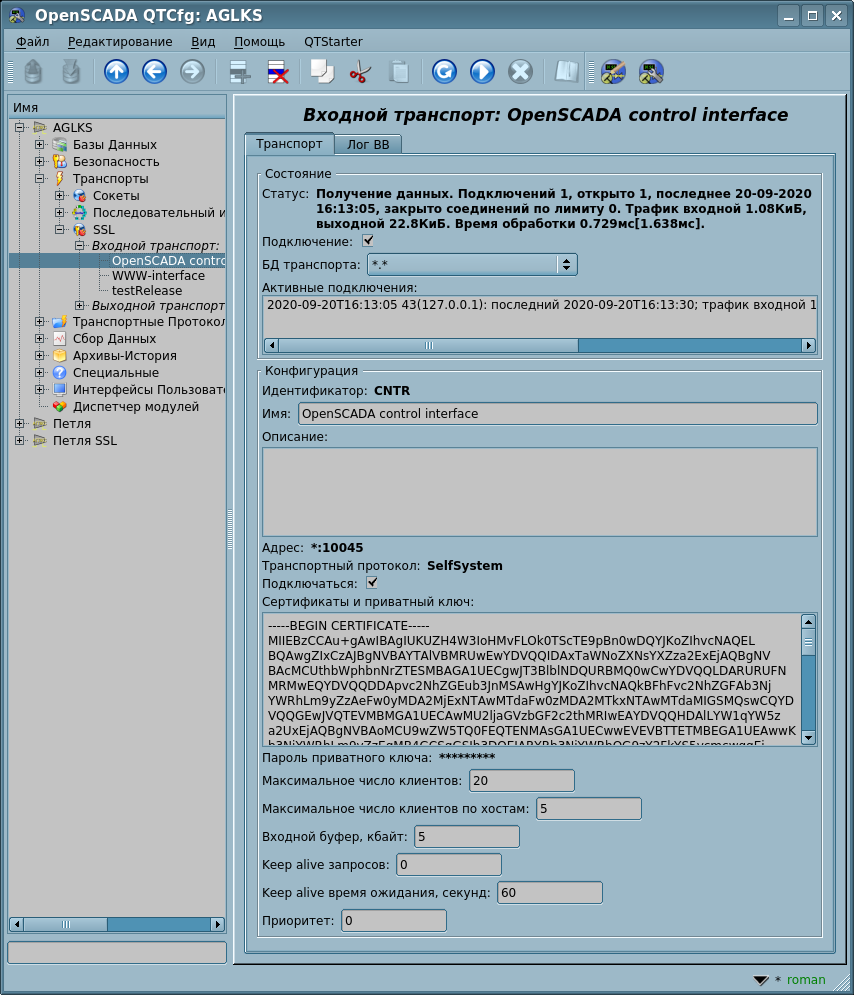 OpenSCADA QTCfg: AGLKS
Файл Редактирование Вид Помощь QTStarter
Имя
AGLKS
Базы Данных
Безопасность
Транспорты
Сокеты
Последовательный и
SSL
Входной транспорт:
OpenSCADA contro
WWW-interface
testRelease
Выходной транспорт
Транспортные Протокол
Сбор Данных
Архивы-История
Специальные
Интерфейсы Пользовате
Диспетчер модулей
Петля
Петля SSL
Входной транспорт: OpenSCADA control interface
Транспорт Лог ВВ
Состояние
Статус: Получение данных. Подключений 1, открыто 1, последнее 20-09-2020
16:13:05, закрыто соединений по лимиту 0. Трафик входной 1.08КиБ,
выходной 22.8КиБ. Время обработки 0.729мс[1.638мс].
Подключение:
БД транспорта: *.*
Активные подключения:
2020-09-20T16:13:05 43(127.0.0.1): последний 2020-09-20T16:13:30; трафик входной 1
Конфигурация
Идентификатор: CNTR
Имя: OpenSCADA control interface
Описание:
Адрес: *:10045
Транспортный протокол: SelfSystem
Подключаться:
Сертификаты и приватный ключ:
-----BEGIN CERTIFICATE-----
MIIEBzCCAu+gAwIBAgIUKUZH4W3IoHMvFLOk0TScTE9pBn0wDQYJKoZIhvcNAQEL
BQAwgZIxCzAJBgNVBAYTAlVBMRUwEwYDVQQIDAxTaWNoZXNsYXZza2ExEjAQBgNV
BAcMCUthbWphbnNrZTESMBAGA1UECgwJT3BlblNDQURBMQ0wCwYDVQQLDARURUFN
MRMwEQYDVQQDDApvc2NhZGEub3JnMSAwHgYJKoZIhvcNAQkBFhFvc2NhZGFAb3Nj
YWRhLm9yZzAeFw0yMDA2MjExNTAwMTdaFw0zMDA2MTkxNTAwMTdaMIGSMQswCQYD
VQQGEwJVQTEVMBMGA1UECAwMU2ljaGVzbGF2c2thMRIwEAYDVQQHDAlLYW1qYW5z
a2UxEjAQBgNVBAoMCU9wZW5TQ0FEQTENMAsGA1UECwwEVEVBTTETMBEGA1UEAwwK
Пароль приватного ключа: *********
Максимальное число клиентов: 20
Максимальное число клиентов по хостам: 5
Входной буфер, кбайт: 5
Keep alive запросов: 0
Keep alive время ожидания, секунд: 60
Приоритет: 0
* roman